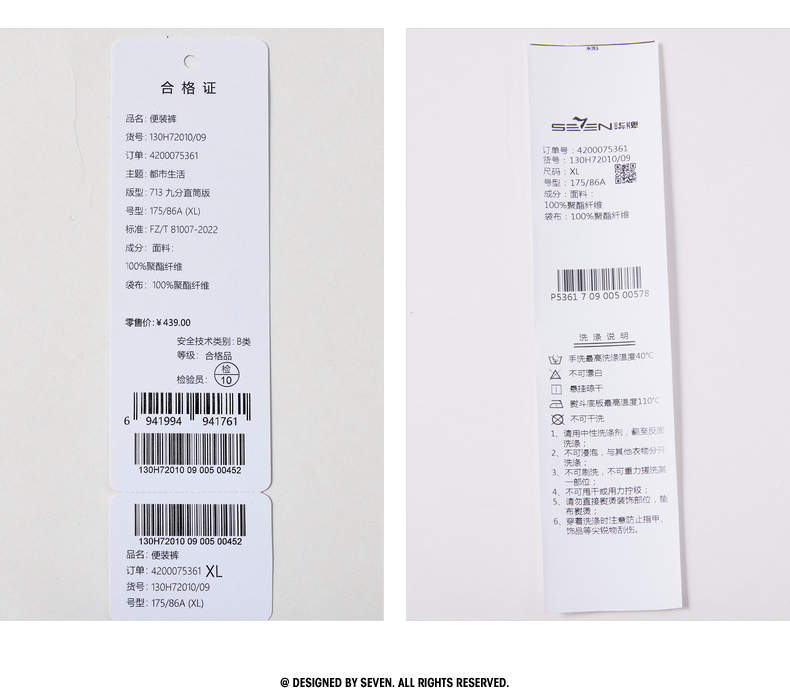 合格证
品名: 便装裤
货号: 130H72010/09
订单: 4200075361
主题: 都市生活
版型: 713 九分直筒版
号型: 175/86A (XL)
标准: FZ/T 81007-2022
成分: 面料:
100%聚酯纤维
袋布: 100%聚酯纤维
零售价: ¥ 439.00
安全技术类别: B类
等级: 合格品
检验员: 检 10
6 941994 941761
130H72010 09 005 00452
130H72010 09 005 00452
品名: 便装裤
订单: 4200075361 XL
货号: 130H72010/09
号型: 175/86A (XL)
水洗1
SEVEN柒牌
订单号: 4200075361
货号: 130H72010/09
尺码: XL
号型: 175/86A
成分: 面料:
100%聚酯纤维
袋布: 100%聚酯纤维
P5361 7 09 005 00578
洗涤说明
手洗最高洗涤温度40℃
不可漂白
悬挂晾干
熨斗底板最高温度110℃
不可干洗
1、请用中性洗涤剂，翻至反面
洗涤；
2、不可浸泡，与其他衣物分开
洗涤；
3、不可刷洗，不可重力搓洗某
一部位；
4、不可甩干或用力拧绞；
5、请勿直接熨烫装饰部位，垫
布熨烫；
6、穿着洗涤时注意防止指甲、
饰品等尖锐物刮伤。
@ DESIGNED BY SEVEN. ALL RIGHTS RESERVED.